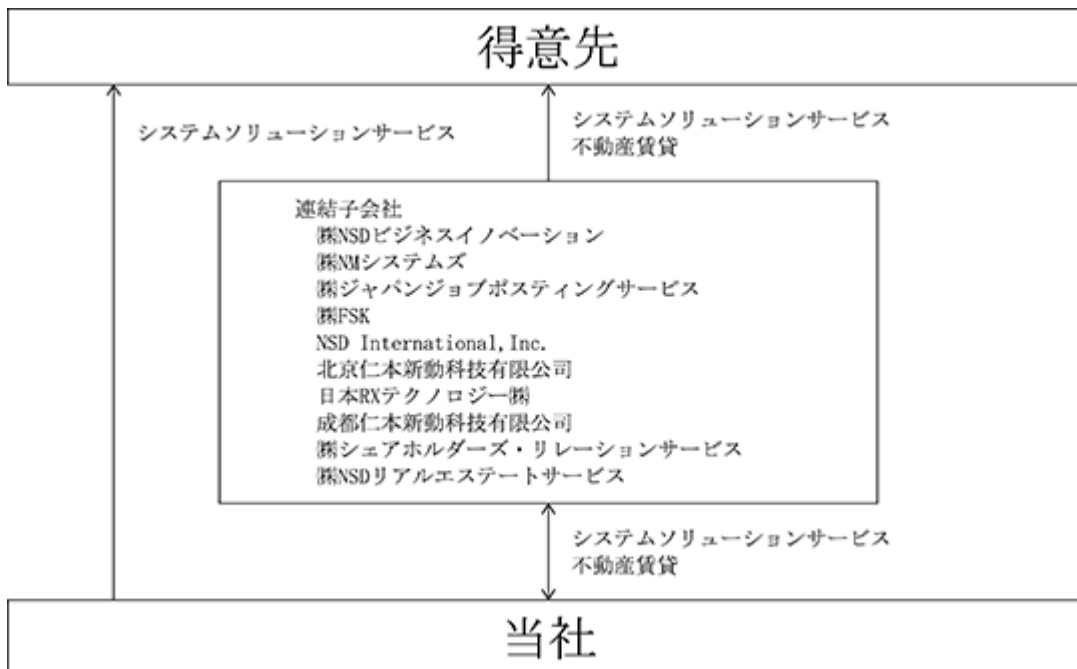 得意先
システムソリューションサービス
システムソリューションサービス
不動産賃貸
連結子会社
㈱NSDビジネスイノベーション
㈱NMシステムズ
㈱ジャパンジョブポスティングサービス
㈱FSK
NSD International,Inc.
北京仁本新動科技有限公司
日本RXテクノロジー㈱
成都仁本新動科技有限公司
㈱シェアホルダーズ・リレーションサービス
㈱NSDリアルエステートサービス
システムソリューションサービス
不動産賃貸
当社